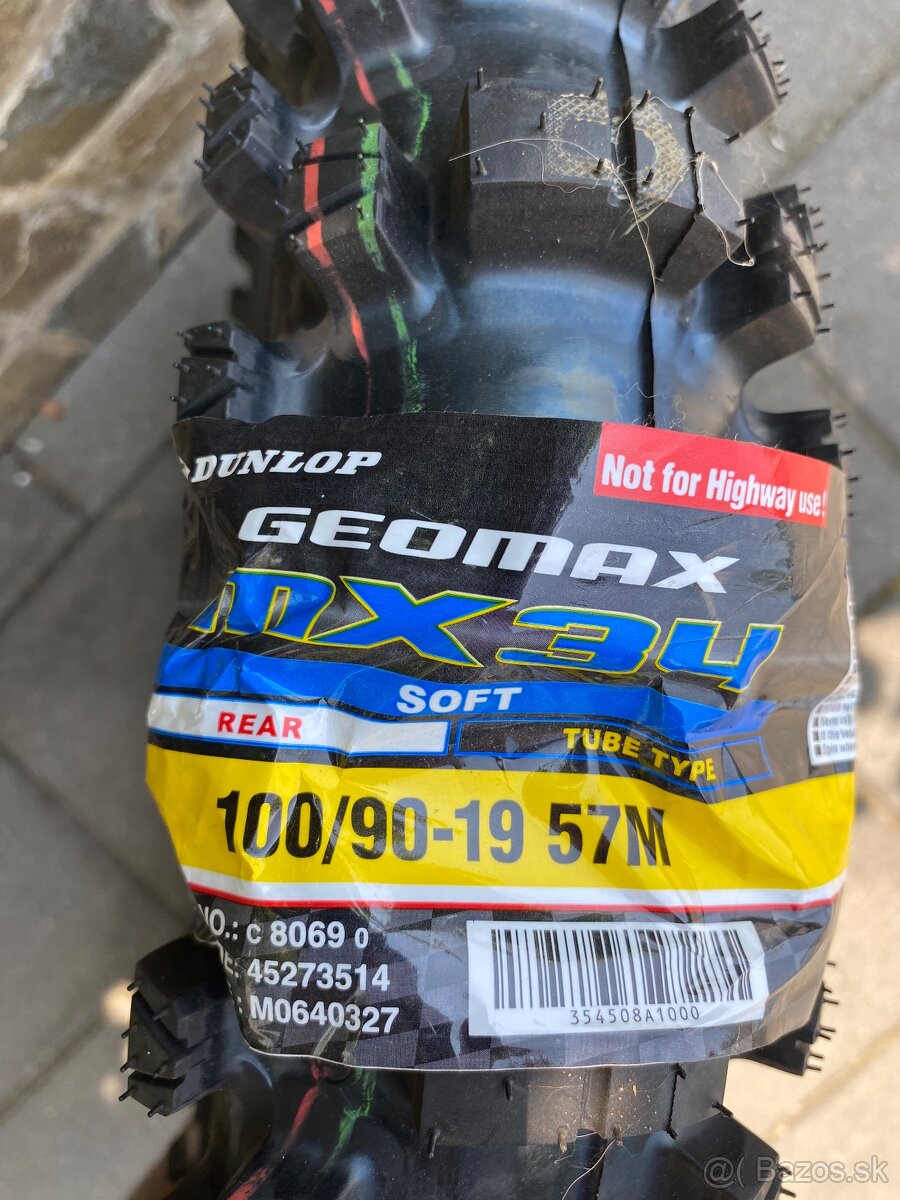 DUNLOP
Not for Highway use!
GEOMAX
MX34
SOFT
REAR
TUBE TYPE
100/90-19 57M
NO.: C 8069 0
45273514
: M0640327
354508A1000
@( Bazos.sk